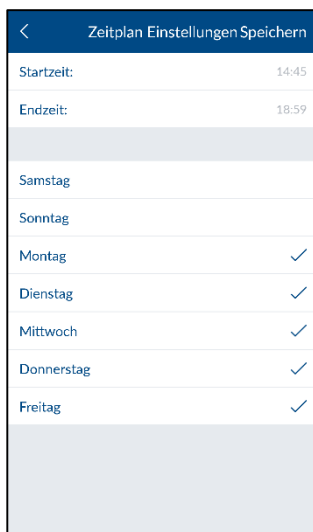 Zeitplan Einstellungen Speichern
Startzeit: 14:45
Endzeit: 18:59
Samstag
Sonntag
Montag
Dienstag
Mittwoch
Donnerstag
Freitag